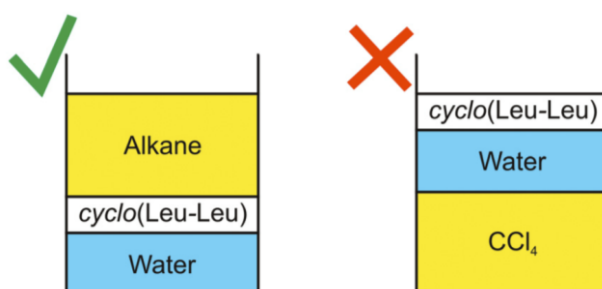 Alkane
cyclo(Leu-Leu)
Water
cyclo(Leu-Leu)
Water
CCl₄